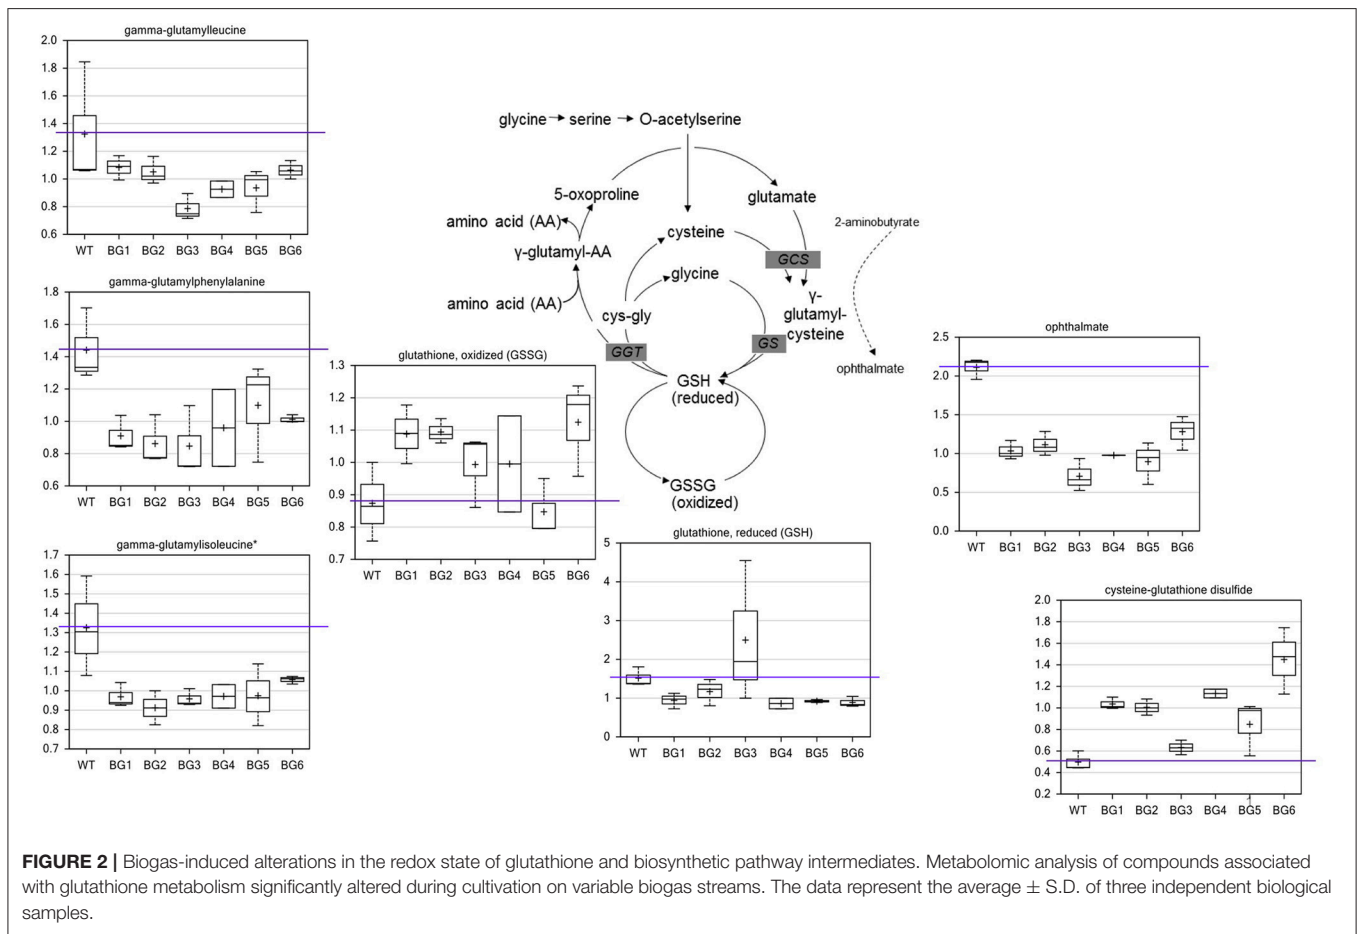 gamma-glutamylleucine
2.0
1.8
1.6
1.4
1.2
1.0
0.8
0.6
WT BG1 BG2 BG3 BG4 BG5 BG6
gamma-glutamylphenylalanine
1.8
1.6
1.4
1.2
1.0
0.8
0.6
WT BG1 BG2 BG3 BG4 BG5 BG6
gamma-glutamylisoleucine*
1.7
1.6
1.5
1.4
1.3
1.2
1.1
1.0
0.9
0.8
0.7
WT BG1 BG2 BG3 BG4 BG5 BG6
glycine serine O-acetylserine
5-oxoproline
glutamate
amino acid (AA)
cysteine
2-aminobutyrate
γ-glutamyl-AA
GCS
glycine
amino acid (AA)
cys-gly
γ-
glutamyl-
cysteine
GGT
GS
ophthalmate
GSH
(reduced)
GSSG
(oxidized)
glutathione, oxidized (GSSG)
1.3
1.2
1.1
1.0
0.9
0.8
0.7
WT BG1 BG2 BG3 BG4 BG5 BG6
glutathione, reduced (GSH)
5
4
3
2
1
0
WT BG1 BG2 BG3 BG4 BG5 BG6
ophthalmate
2.5
2.0
1.5
1.0
0.5
0.0
WT BG1 BG2 BG3 BG4 BG5 BG6
cysteine-glutathione disulfide
2.0
1.8
1.6
1.4
1.2
1.0
0.8
0.6
0.4
0.2
WT BG1 BG2 BG3 BG4 BG5 BG6
FIGURE 2 | Biogas-induced alterations in the redox state of glutathione and biosynthetic pathway intermediates. Metabolomic analysis of compounds associated
with glutathione metabolism significantly altered during cultivation on variable biogas streams. The data represent the average ± S.D. of three independent biological
samples.